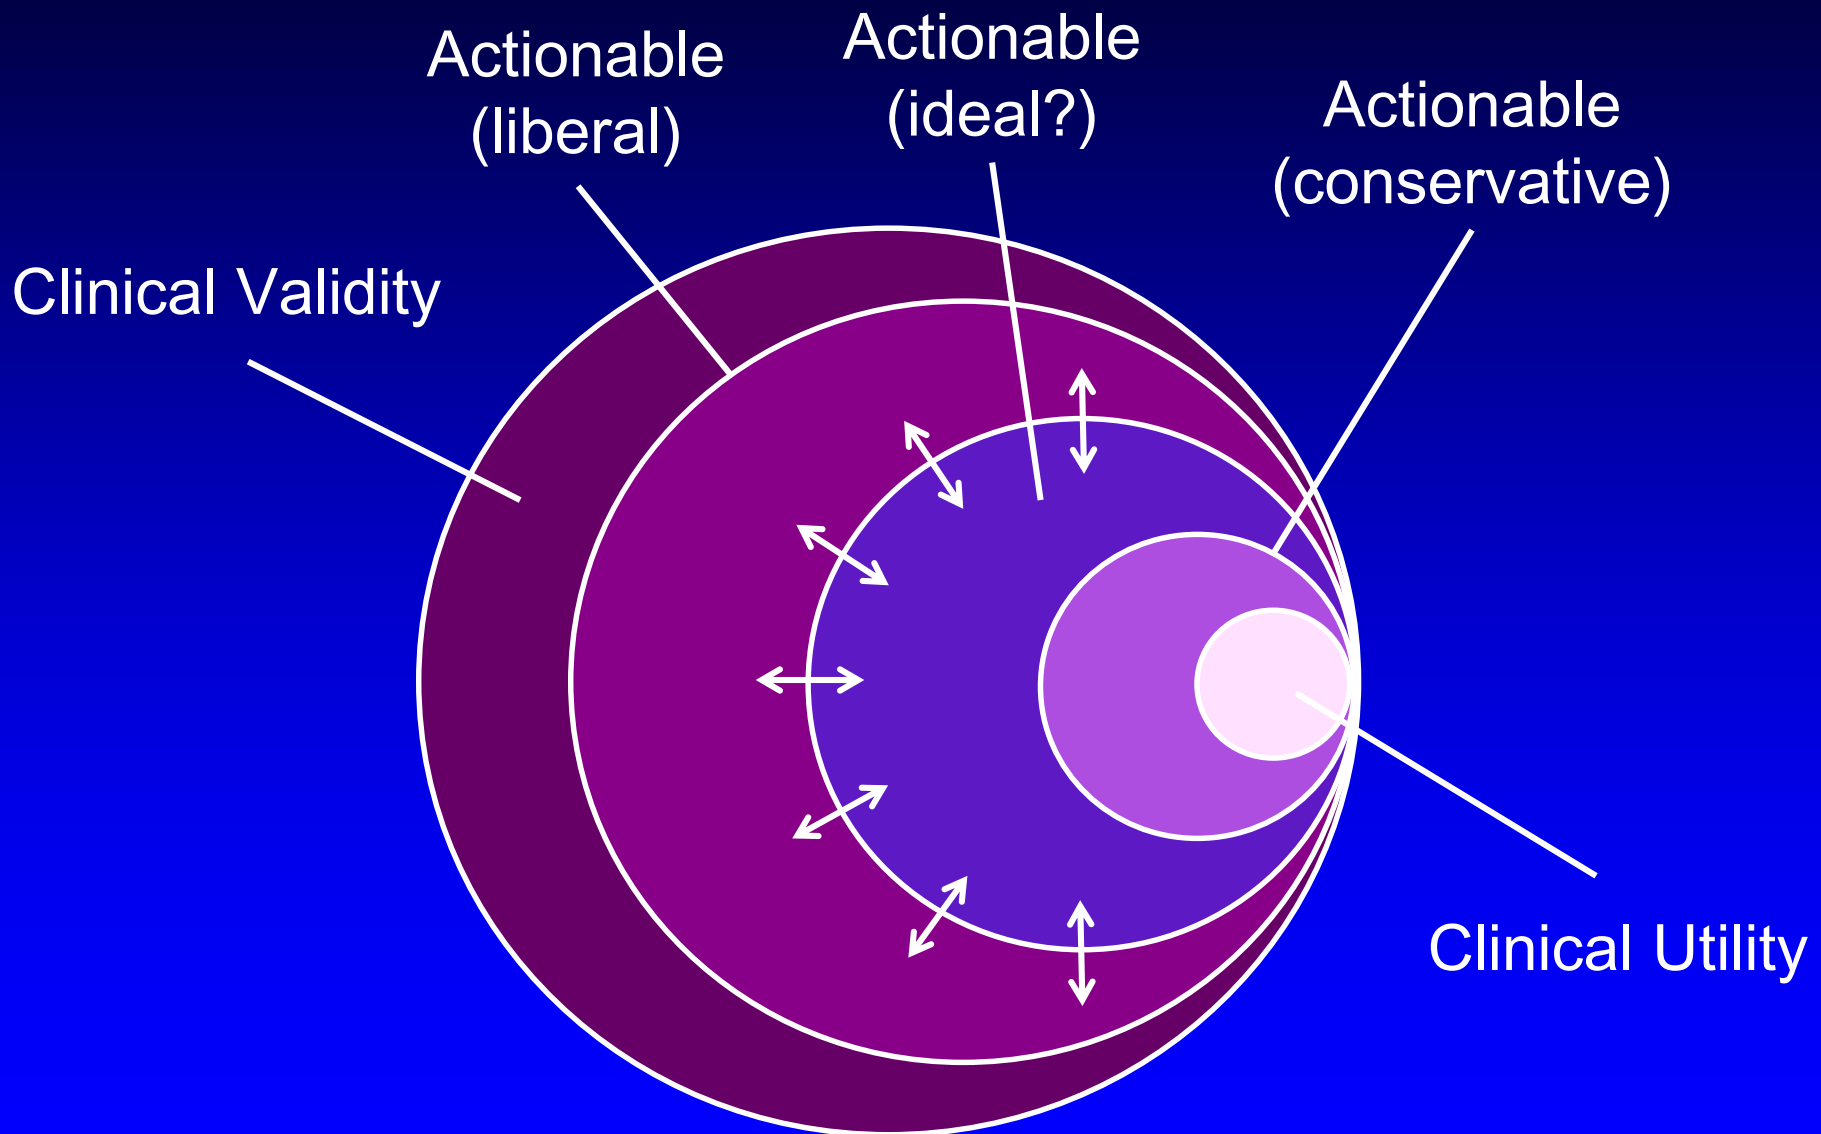 Actionable
(liberal)
Actionable
(ideal?)
Actionable
(conservative)
Clinical Validity
Clinical Utility